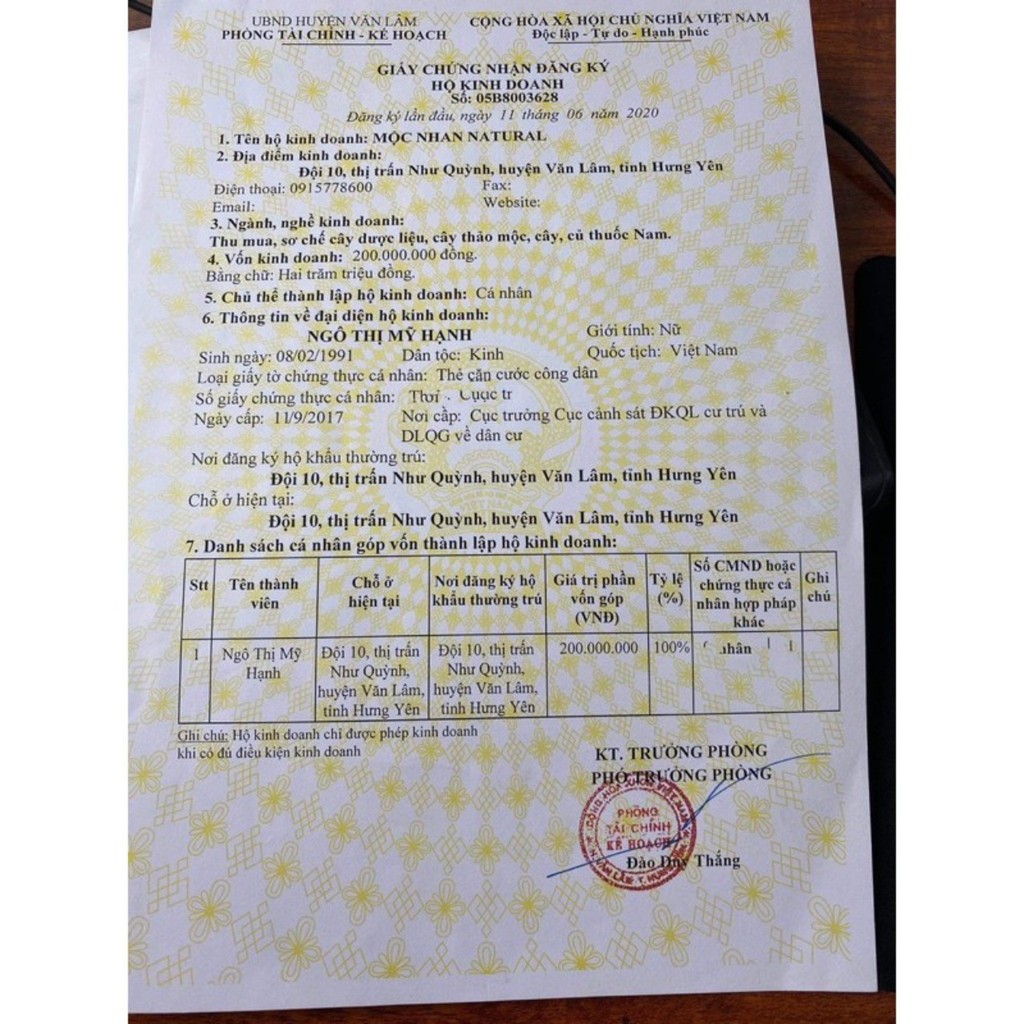 UBND HUYỆN VĂN LÂM
PHÒNG TÀI CHÍNH - KẾ HOẠCH
CỘNG HÒA XÃ HỘI CHỦ NGHĨA VIỆT NAM
Độc lập - Tự do - Hạnh phúc
GIẤY CHỨNG NHẬN ĐĂNG KÝ
HỘ KINH DOANH
Số: 05B8003628
Đăng ký lần đầu, ngày 11 tháng 06 năm 2020
1. Tên hộ kinh doanh: MỘC NHAN NATURAL
2. Địa điểm kinh doanh:
Đội 10, thị trấn Như Quỳnh, huyện Văn Lâm, tỉnh Hưng Yên
Điện thoại: 0915778600 Fax:
Email: Website:
3. Ngành, nghề kinh doanh:
Thu mua, sơ chế cây dược liệu, cây thảo mộc, cây, củ thuốc Nam.
4. Vốn kinh doanh: 200.000.000 đồng.
Bằng chữ: Hai trăm triệu đồng.
5. Chủ thể thành lập hộ kinh doanh: Cá nhân
6. Thông tin về đại diện hộ kinh doanh:
NGÔ THỊ MỸ HẠNH Giới tính: Nữ
Sinh ngày: 08/02/1991 Dân tộc: Kinh Quốc tịch: Việt Nam
Loại giấy tờ chứng thực cá nhân: Thẻ căn cước công dân
Số giấy chứng thực cá nhân:
Ngày cấp: 11/9/2017 Nơi cấp: Cục trưởng Cục cảnh sát ĐKQL cư trú và
DLQG về dân cư
Nơi đăng ký hộ khẩu thường trú:
Đội 10, thị trấn Như Quỳnh, huyện Văn Lâm, tỉnh Hưng Yên
Chỗ ở hiện tại:
Đội 10, thị trấn Như Quỳnh, huyện Văn Lâm, tỉnh Hưng Yên
7. Danh sách cá nhân góp vốn thành lập hộ kinh doanh:
Stt
Tên thành
viên
Chỗ ở
hiện tại
Nơi đăng ký hộ
khẩu thường trú
Giá trị phần
vốn góp
(VNĐ)
Tỷ lệ
(%)
Số CMND hoặc
chứng thực cá
nhân hợp pháp
khác
Ghi
chú
1
Ngô Thị Mỹ
Hạnh
Đội 10, thị trấn
Như Quỳnh,
huyện Văn Lâm,
tỉnh Hưng Yên
Đội 10, thị trấn
Như Quỳnh,
huyện Văn Lâm,
tỉnh Hưng Yên
200.000.000
100%
nhân
Ghi chú: Hộ kinh doanh chỉ được phép kinh doanh
khi có đủ điều kiện kinh doanh
KT. TRƯỞNG PHÒNG
PHÓ TRƯỞNG PHÒNG
PHÒNG
TÀI CHÍNH
KẾ HOẠCH
Đào Duy Thắng